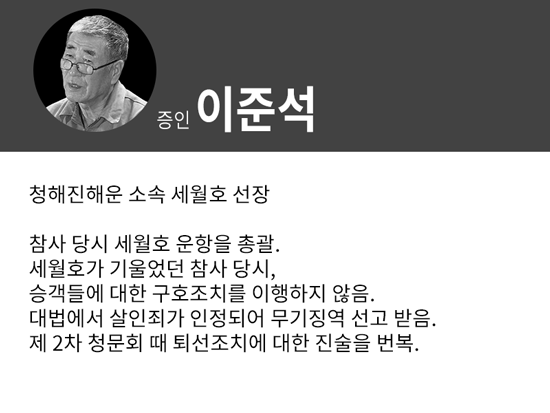 증인 이준석
청해진해운 소속 세월호 선장
참사 당시 세월호 운항을 총괄.
세월호가 기울었던 참사 당시,
승객들에 대한 구호조치를 이행하지 않음.
대법에서 살인죄가 인정되어 무기징역 선고 받음.
제 2차 청문회 때 퇴선조치에 대한 진술을 번복.